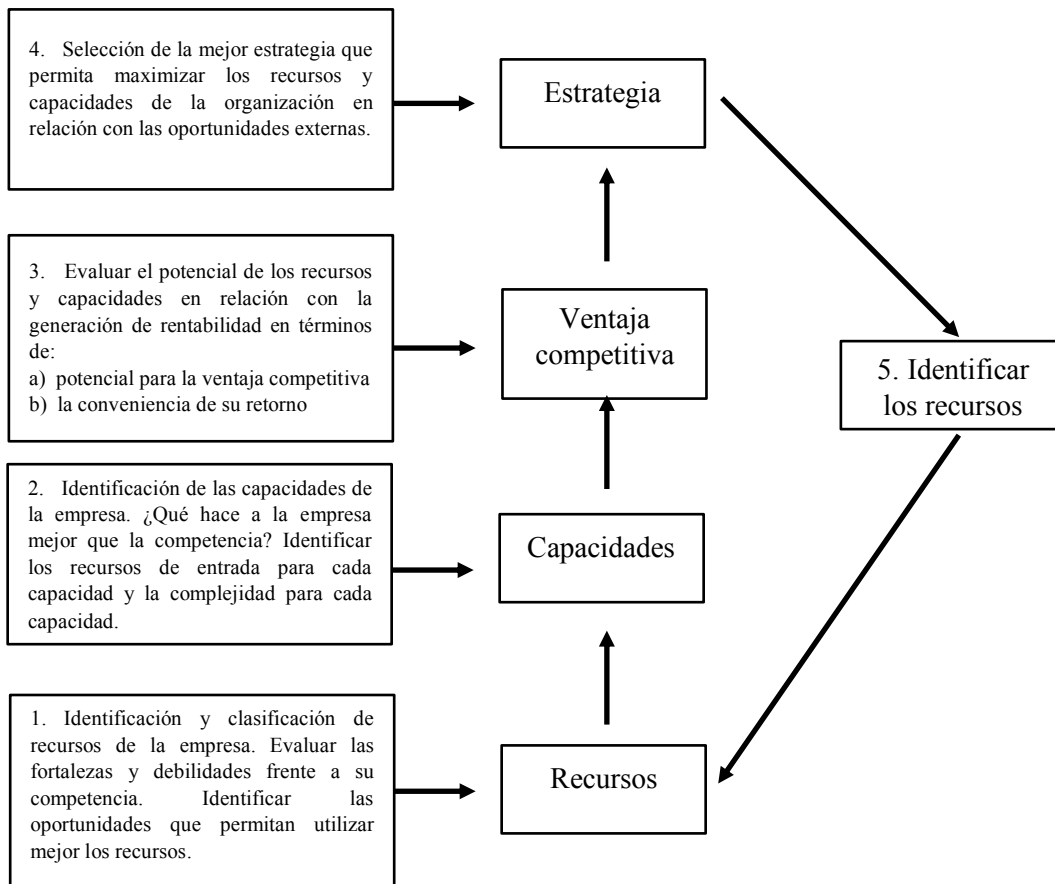 4. Selección de la mejor estrategia que
permita maximizar los recursos y
capacidades de la organización en
relación con las oportunidades externas.
Estrategia
3. Evaluar el potencial de los recursos
y capacidades en relación con la
generación de rentabilidad en términos
de:
a) potencial para la ventaja competitiva
b) la conveniencia de su retorno
Ventaja
competitiva
5. Identificar
los recursos
2. Identificación de las capacidades de
la empresa. ¿Qué hace a la empresa
mejor que la competencia? Identificar
los recursos de entrada para cada
capacidad y la complejidad para cada
capacidad.
Capacidades
1. Identificación y clasificación de
recursos de la empresa. Evaluar las
fortalezas y debilidades frente a su
competencia. Identificar las
oportunidades que permitan utilizar
mejor los recursos.
Recursos